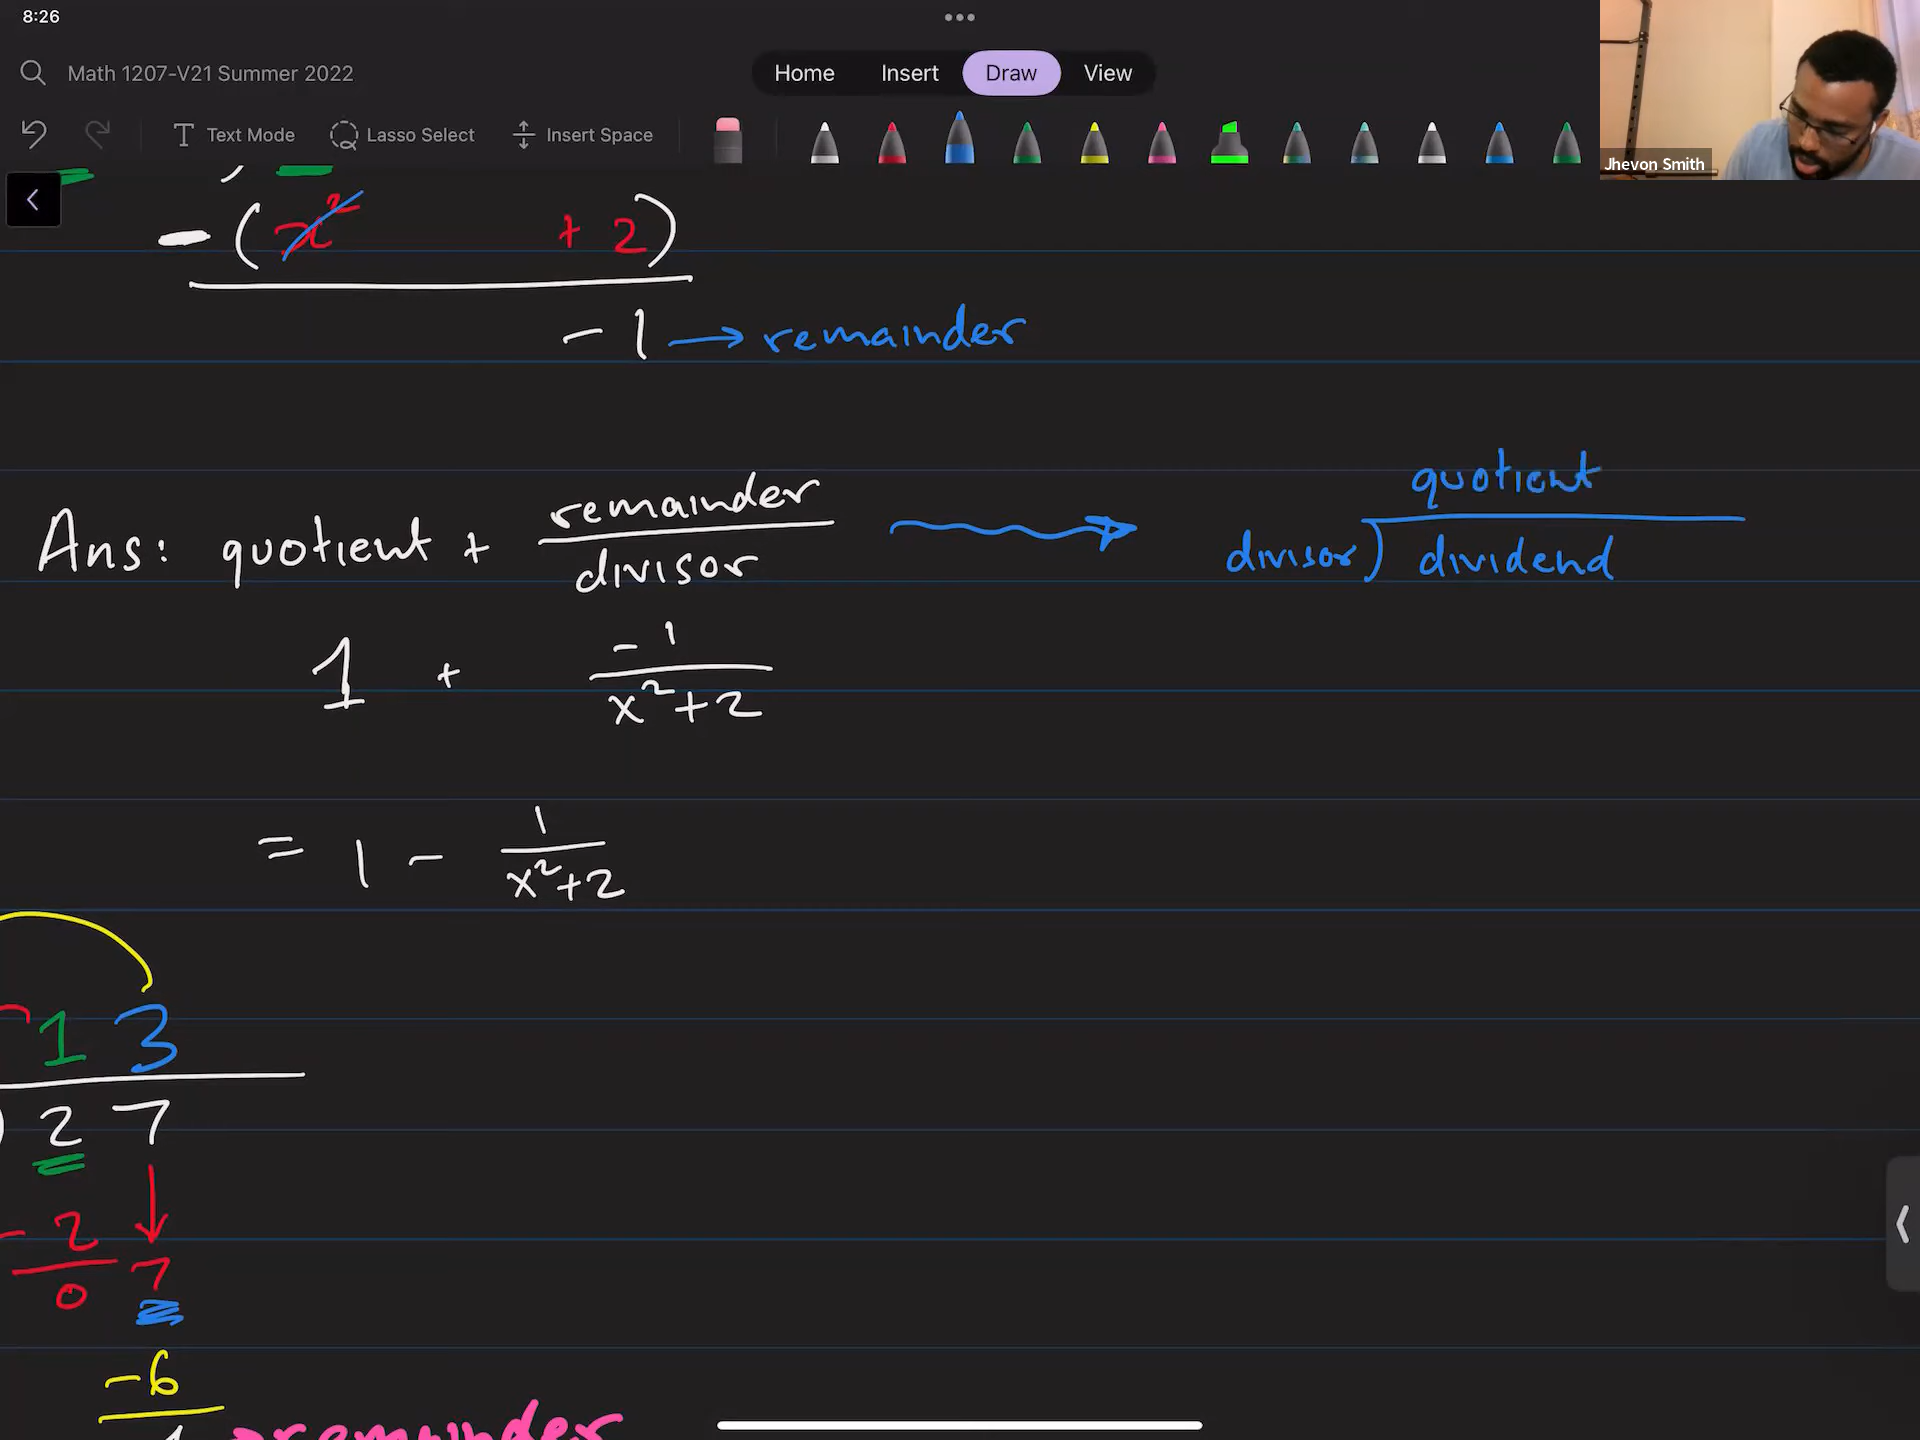 8:26
Math 1207-V21 Summer 2022
Home Insert Draw View
Text Mode Lasso Select Insert Space
Jhevon Smith
- ( x² + 2 )
- 1 → remainder
Ans: quotient + remainder / divisor
quotient
divisor ) dividend
1 + -1 / x²+2
= 1 - 1 / x²+2
1 3
) 2 7
- 2
0 7
-6
1
remainder